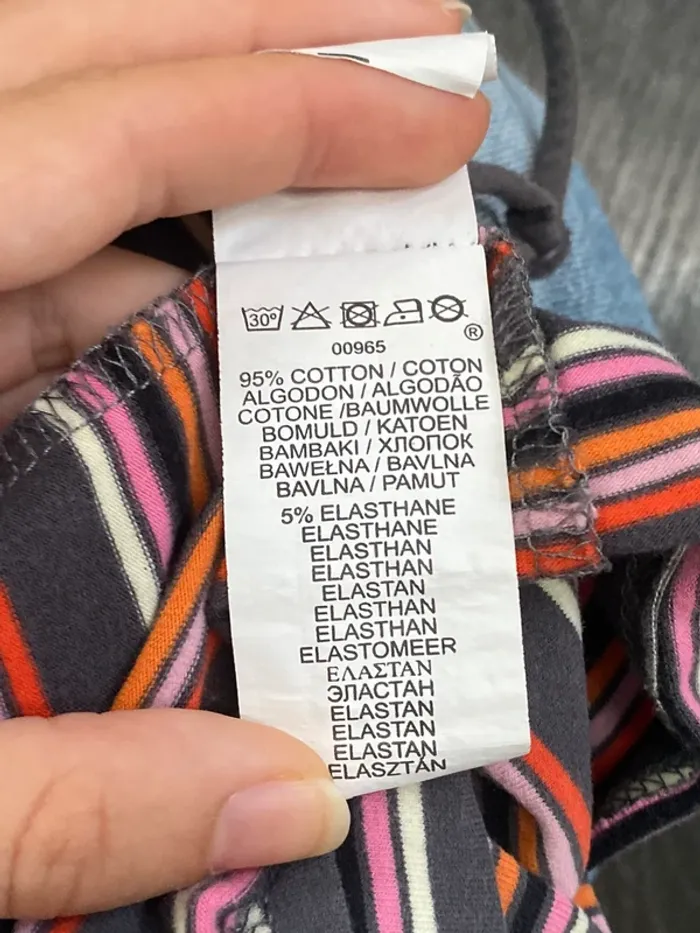 30°
®
00965
95% COTTON / COTON
ALGODON / ALGODÃO
COTONE /BAUMWOLLE
BOMULD / KATOEN
BAMBAKI / ХЛОПОК
BAWEŁNA / BAVLNA
BAVLNA / PAMUT
5% ELASTHANE
ELASTHANE
ELASTHAN
ELASTHAN
ELASTAN
ELASTHAN
ELASTHAN
ELASTOMEER
ΕΛΑΣΤΑΝ
ЭЛАСТАН
ELASTAN
ELASTAN
ELASTAN
ELASZTÁN